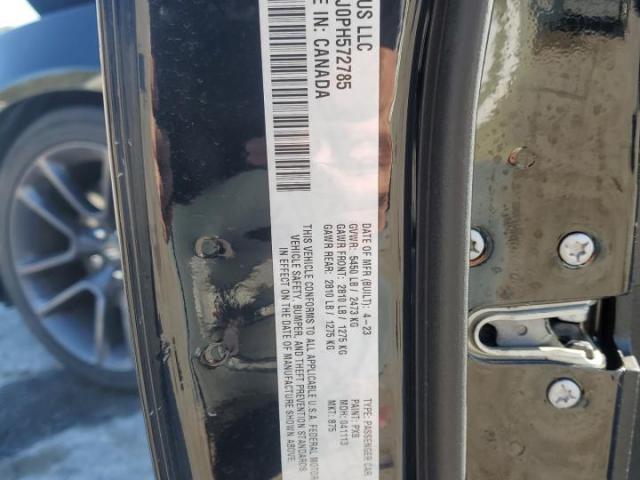 US LLC
J0PH572785
E IN: CANADA
DATE OF MFR (BUILT): 4-23
GVWR: 5450 LB / 2473 KG
GAWR FRONT: 2810 LB / 1275 KG
GAWR REAR: 2810 LB / 1275 KG
THIS VEHICLE CONFORMS TO ALL APPLICABLE U.S.A. FEDERAL MOTOR
VEHICLE SAFETY, BUMPER, AND THEFT PREVENTION STANDARDS
IN EFFECT ON THE DATE OF MANUFACTURE SHOWN ABOVE.
TYPE: PASSENGER CAR
PAINT: PX8
MDH: 041113
MKT: 875